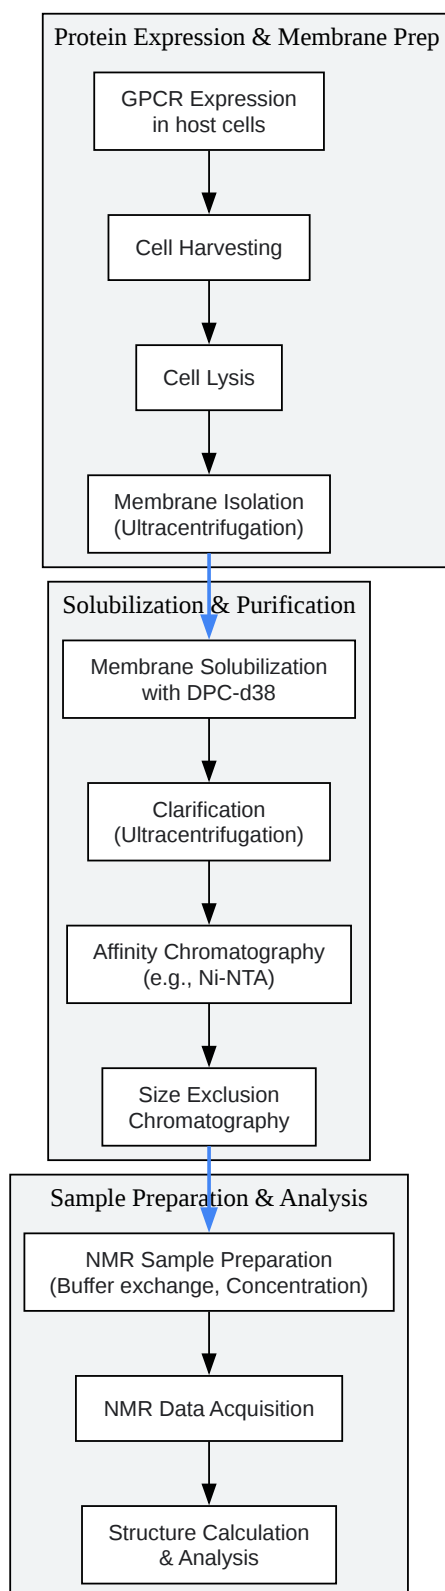 Protein Expression & Membrane Prep
GPCR Expression
in host cells
Cell Harvesting
Cell Lysis
Membrane Isolation
(Ultracentrifugation)
Solubilization & Purification
Membrane Solubilization
with DPC-d38
Clarification
(Ultracentrifugation)
Affinity Chromatography
(e.g., Ni-NTA)
Size Exclusion
Chromatography
Sample Preparation & Analysis
NMR Sample Preparation
(Buffer exchange, Concentration)
NMR Data Acquisition
Structure Calculation
& Analysis